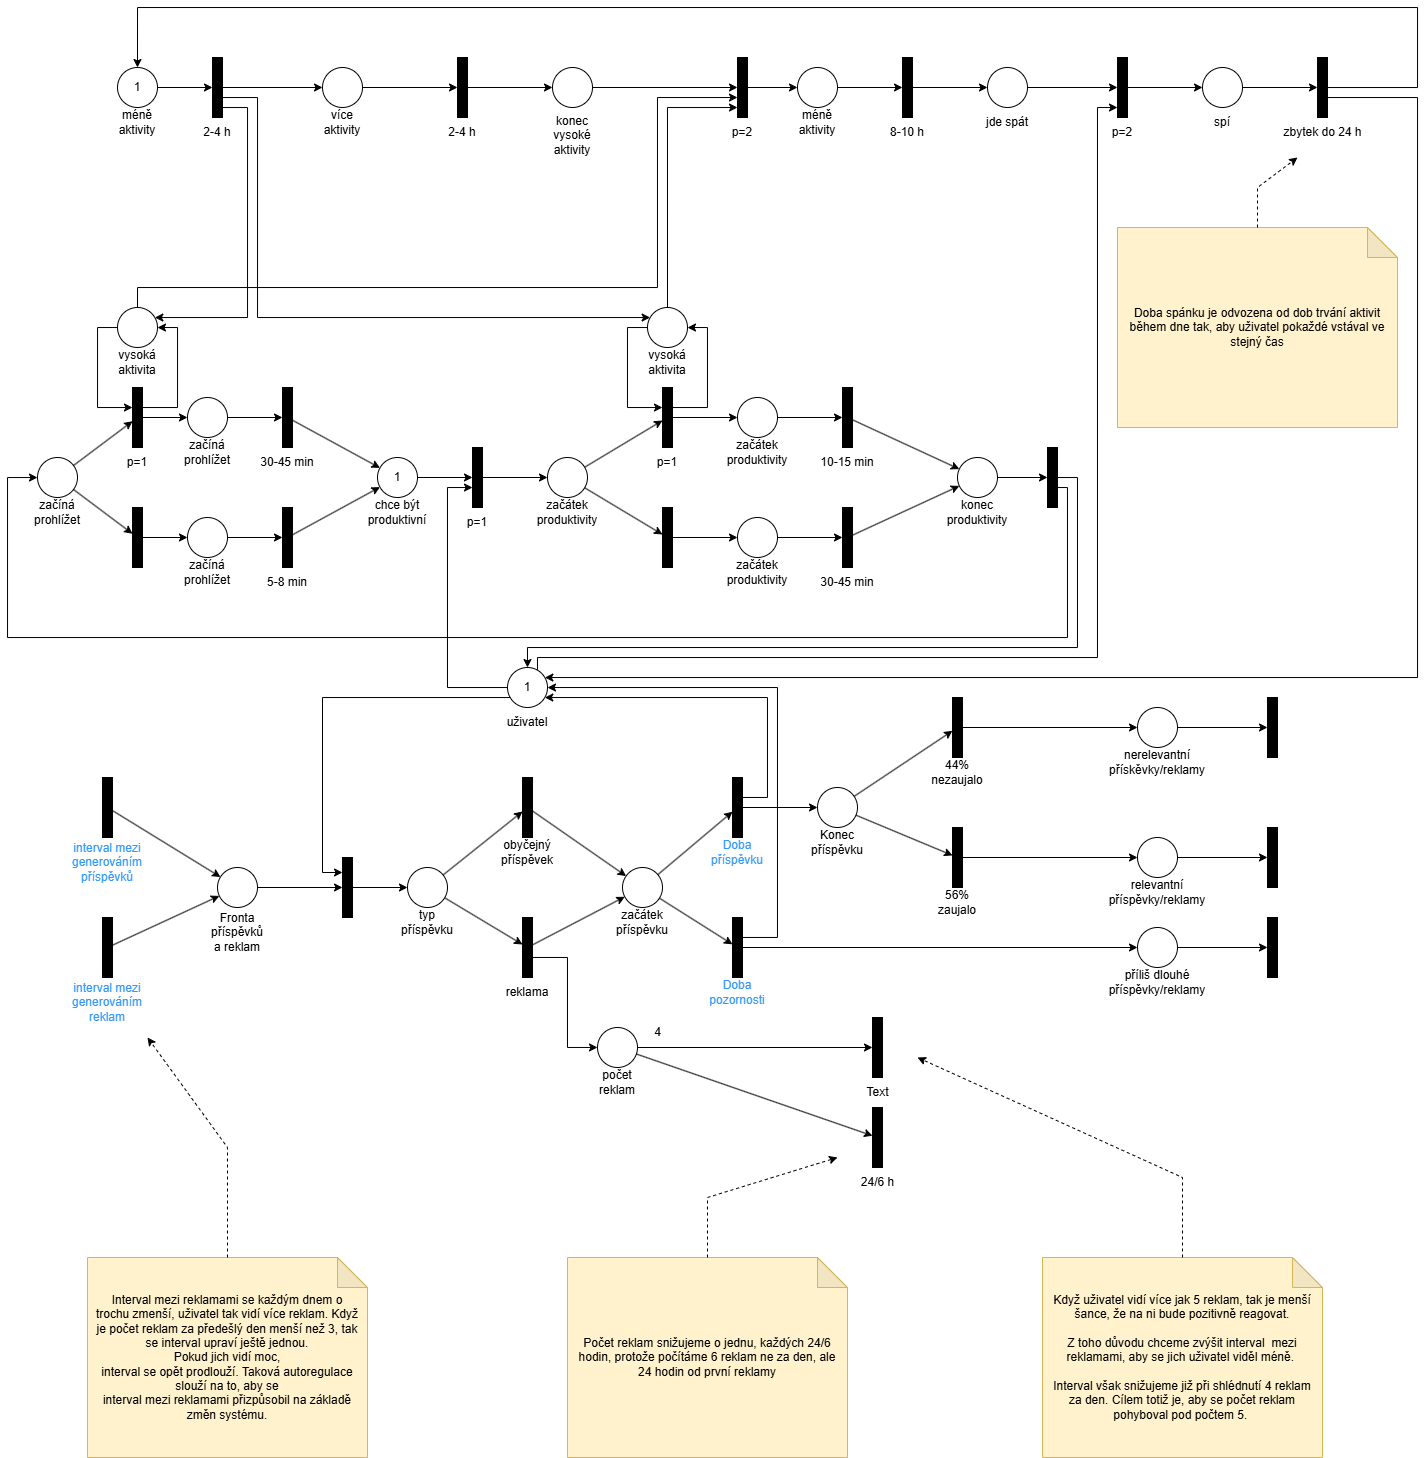 1
méně
aktivity
2-4 h
více
aktivity
2-4 h
konec
vysoké
aktivity
p=2
méně
aktivity
8-10 h
jde spát
p=2
spí
zbytek do 24 h
Doba spánku je odvozena od dob trvání aktivit
během dne tak, aby uživatel pokaždé vstával ve
stejný čas
vysoká
aktivita
vysoká
aktivita
p=1
začíná
prohlížet
30-45 min
p=1
začátek
produktivity
10-15 min
začíná
prohlížet
1
chce být
produktivní
p=1
začátek
produktivity
konec
produktivity
začíná
prohlížet
5-8 min
začátek
produktivity
30-45 min
1
uživatel
44%
nezaujalo
nerelevantní
přískěvky/reklamy
interval mezi
generováním
příspěvků
obyčejný
příspěvek
Doba
příspěvku
Konec
příspěvku
56%
zaujalo
relevantní
příspěvky/reklamy
Fronta
příspěvků
a reklam
typ
příspěvku
začátek
příspěvku
interval mezi
generováním
reklam
reklama
Doba
pozornosti
příliš dlouhé
příspěvky/reklamy
4
počet
reklam
Text
24/6 h
Interval mezi reklamami se každým dnem o
trochu zmenší, uživatel tak vidí více reklam. Když
je počet reklam za předešlý den menší než 3, tak
se interval upraví ještě jednou.
Pokud jich vidí moc,
interval se opět prodlouží. Taková autoregulace
slouží na to, aby se
interval mezi reklamami přizpůsobil na základě
změn systému.
Počet reklam snižujeme o jednu, každých 24/6
hodin, protože počítáme 6 reklam ne za den, ale
24 hodin od první reklamy
Když uživatel vidí více jak 5 reklam, tak je menší
šance, že na ni bude pozitivně reagovat.
Z toho důvodu chceme zvýšit interval mezi
reklamami, aby se jich uživatel viděl méně.
Interval však snižujeme již při shlédnutí 4 reklam
za den. Cílem totiž je, aby se počet reklam
pohyboval pod počtem 5.